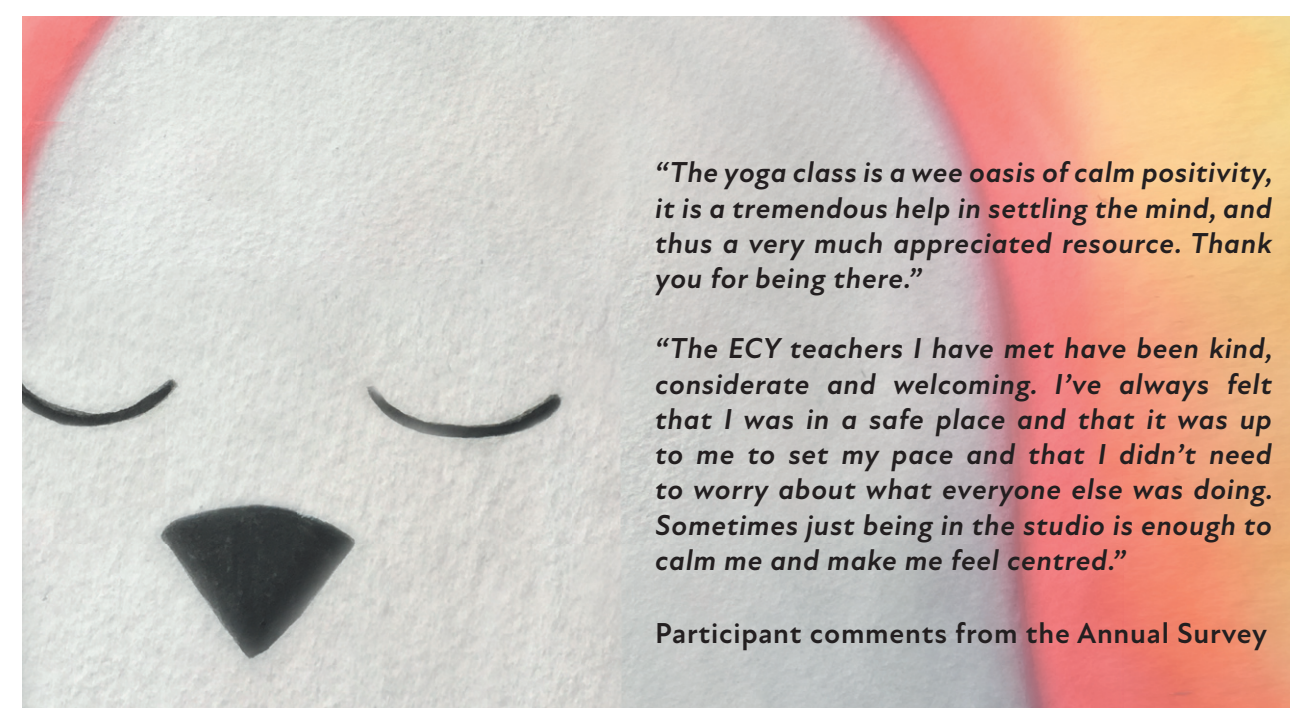 “The yoga class is a wee oasis of calm positivity,
it is a tremendous help in settling the mind, and
thus a very much appreciated resource. Thank
you for being there.”
“The ECY teachers I have met have been kind,
considerate and welcoming. I’ve always felt
that I was in a safe place and that it was up
to me to set my pace and that I didn’t need
to worry about what everyone else was doing.
Sometimes just being in the studio is enough to
calm me and make me feel centred.”
Participant comments from the Annual Survey